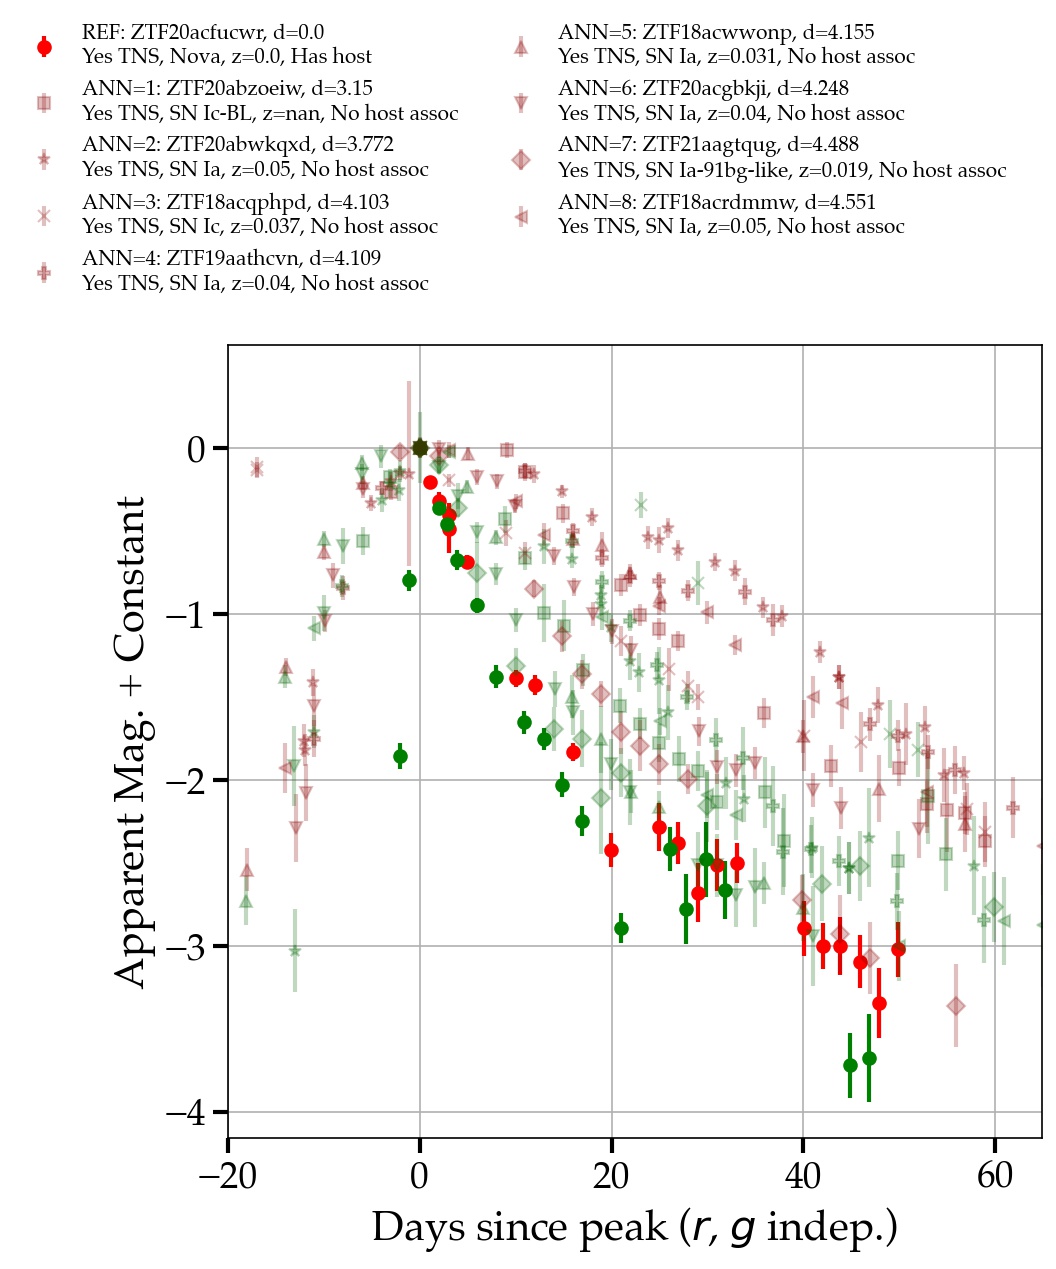 REF: ZTF20acfucwr, d=0.0
Yes TNS, Nova, z=0.0, Has host
ANN=1: ZTF20abzoeiw, d=3.15
Yes TNS, SN Ic-BL, z=nan, No host assoc
ANN=2: ZTF20abwkqxd, d=3.772
Yes TNS, SN Ia, z=0.05, No host assoc
ANN=3: ZTF18acqphpd, d=4.103
Yes TNS, SN Ic, z=0.037, No host assoc
ANN=4: ZTF19aathcvn, d=4.109
Yes TNS, SN Ia, z=0.04, No host assoc
ANN=5: ZTF18acwwonp, d=4.155
Yes TNS, SN Ia, z=0.031, No host assoc
ANN=6: ZTF20acgbkji, d=4.248
Yes TNS, SN Ia, z=0.04, No host assoc
ANN=7: ZTF21aagtqug, d=4.488
Yes TNS, SN Ia-91bg-like, z=0.019, No host assoc
ANN=8: ZTF18acrdmmw, d=4.551
Yes TNS, SN Ia, z=0.05, No host assoc
Apparent Mag. + Constant
0
−1
−2
−3
−4
−20
0
20
40
60
Days since peak (r, g indep.)